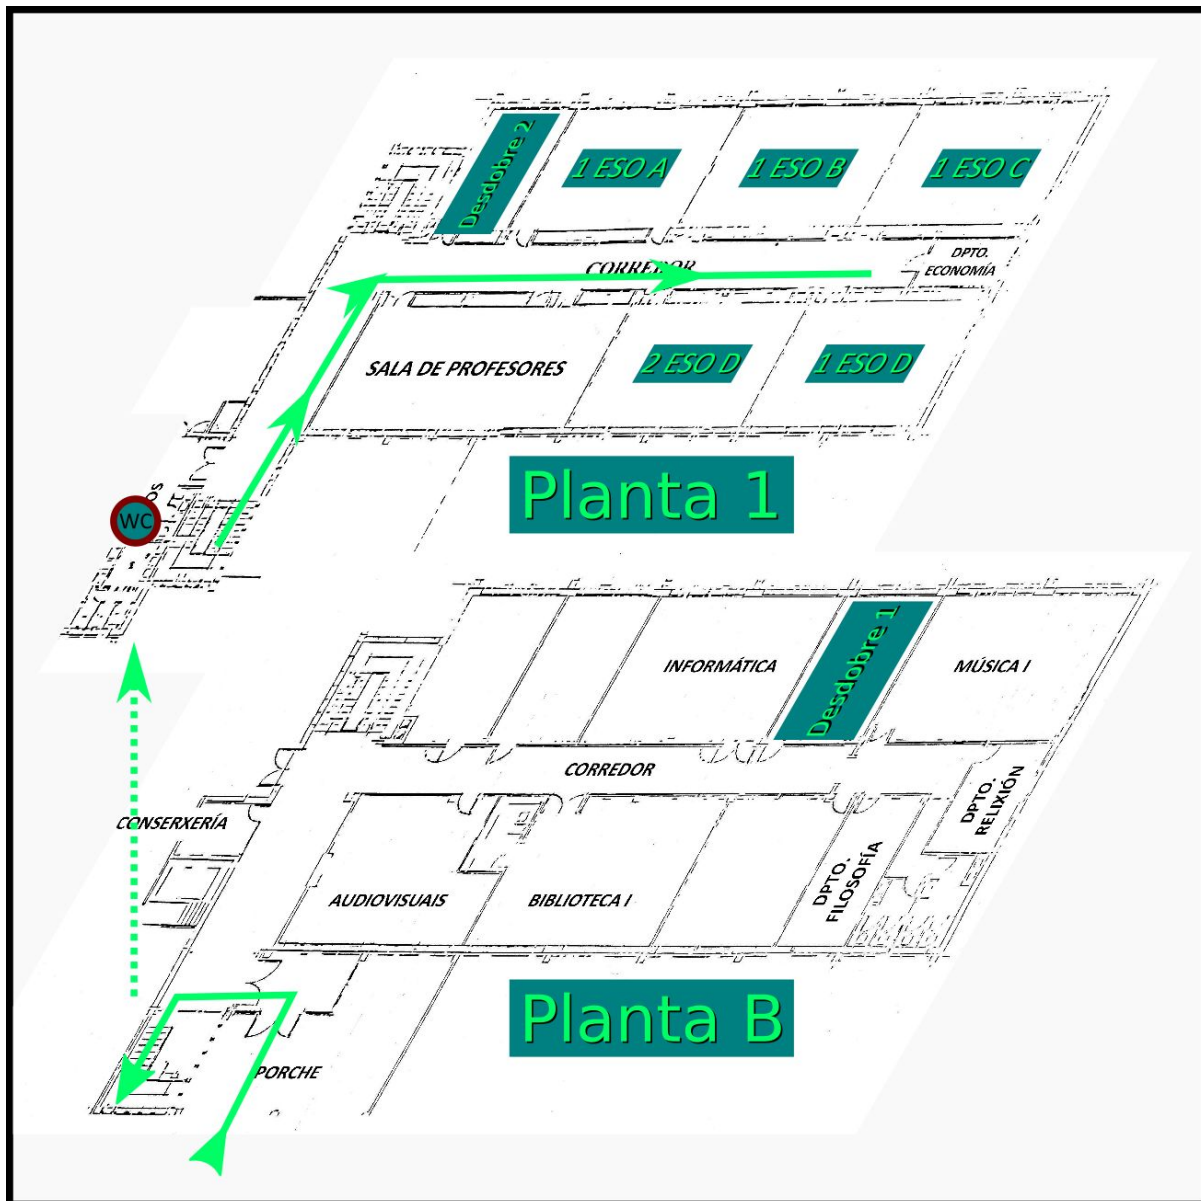 Desdobre 2
1 ESO A
1 ESO B
1 ESO C
CORREDOR
DPTO.
ECONOMÍA
SALA DE PROFESORES
2 ESO D
1 ESO D
Planta 1
WC
INFORMÁTICA
Desdobre 1
MÚSICA I
CORREDOR
CONSERXERÍA
DPTO.
RELIXIÓN
AUDIOVISUAIS
BIBLIOTECA I
DPTO.
FILOSOFÍA
Planta B
PORCHE